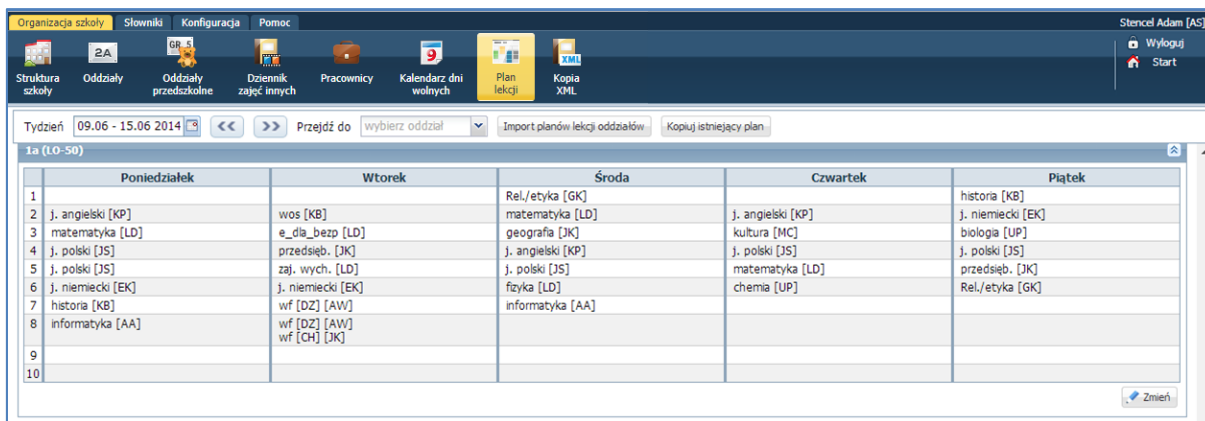 Organizacja szkoły Słowniki Konfiguracja Pomoc Stencel Adam [AS]
2A GR. 5 9 XML
Struktura szkoły Oddziały Oddziały przedszkolne Dziennik zajęć innych Pracownicy Kalendarz dni wolnych Plan lekcji Kopia XML
Wyloguj
Start
Tydzień 09.06 - 15.06 2014 << >> Przejdź do wybierz oddział Import planów lekcji oddziałów Kopiuj istniejący plan
1a (LO-50)
Poniedziałek Wtorek Środa Czwartek Piątek
1 Rel./etyka [GK] historia [KB]
2 j. angielski [KP] wos [KB] matematyka [LD] j. angielski [KP] j. niemiecki [EK]
3 matematyka [LD] e_dla_bezp [LD] geografia [JK] kultura [MC] biologia [UP]
4 j. polski [JS] przedsięb. [JK] j. angielski [KP] j. polski [JS] j. polski [JS]
5 j. polski [JS] zaj. wych. [LD] j. polski [JS] matematyka [LD] przedsięb. [JK]
6 j. niemiecki [EK] j. niemiecki [EK] fizyka [LD] chemia [UP] Rel./etyka [GK]
7 historia [KB] wf [DZ] [AW] informatyka [AA]
8 informatyka [AA] wf [DZ] [AW]
wf [CH] [JK]
9
10
Zmień